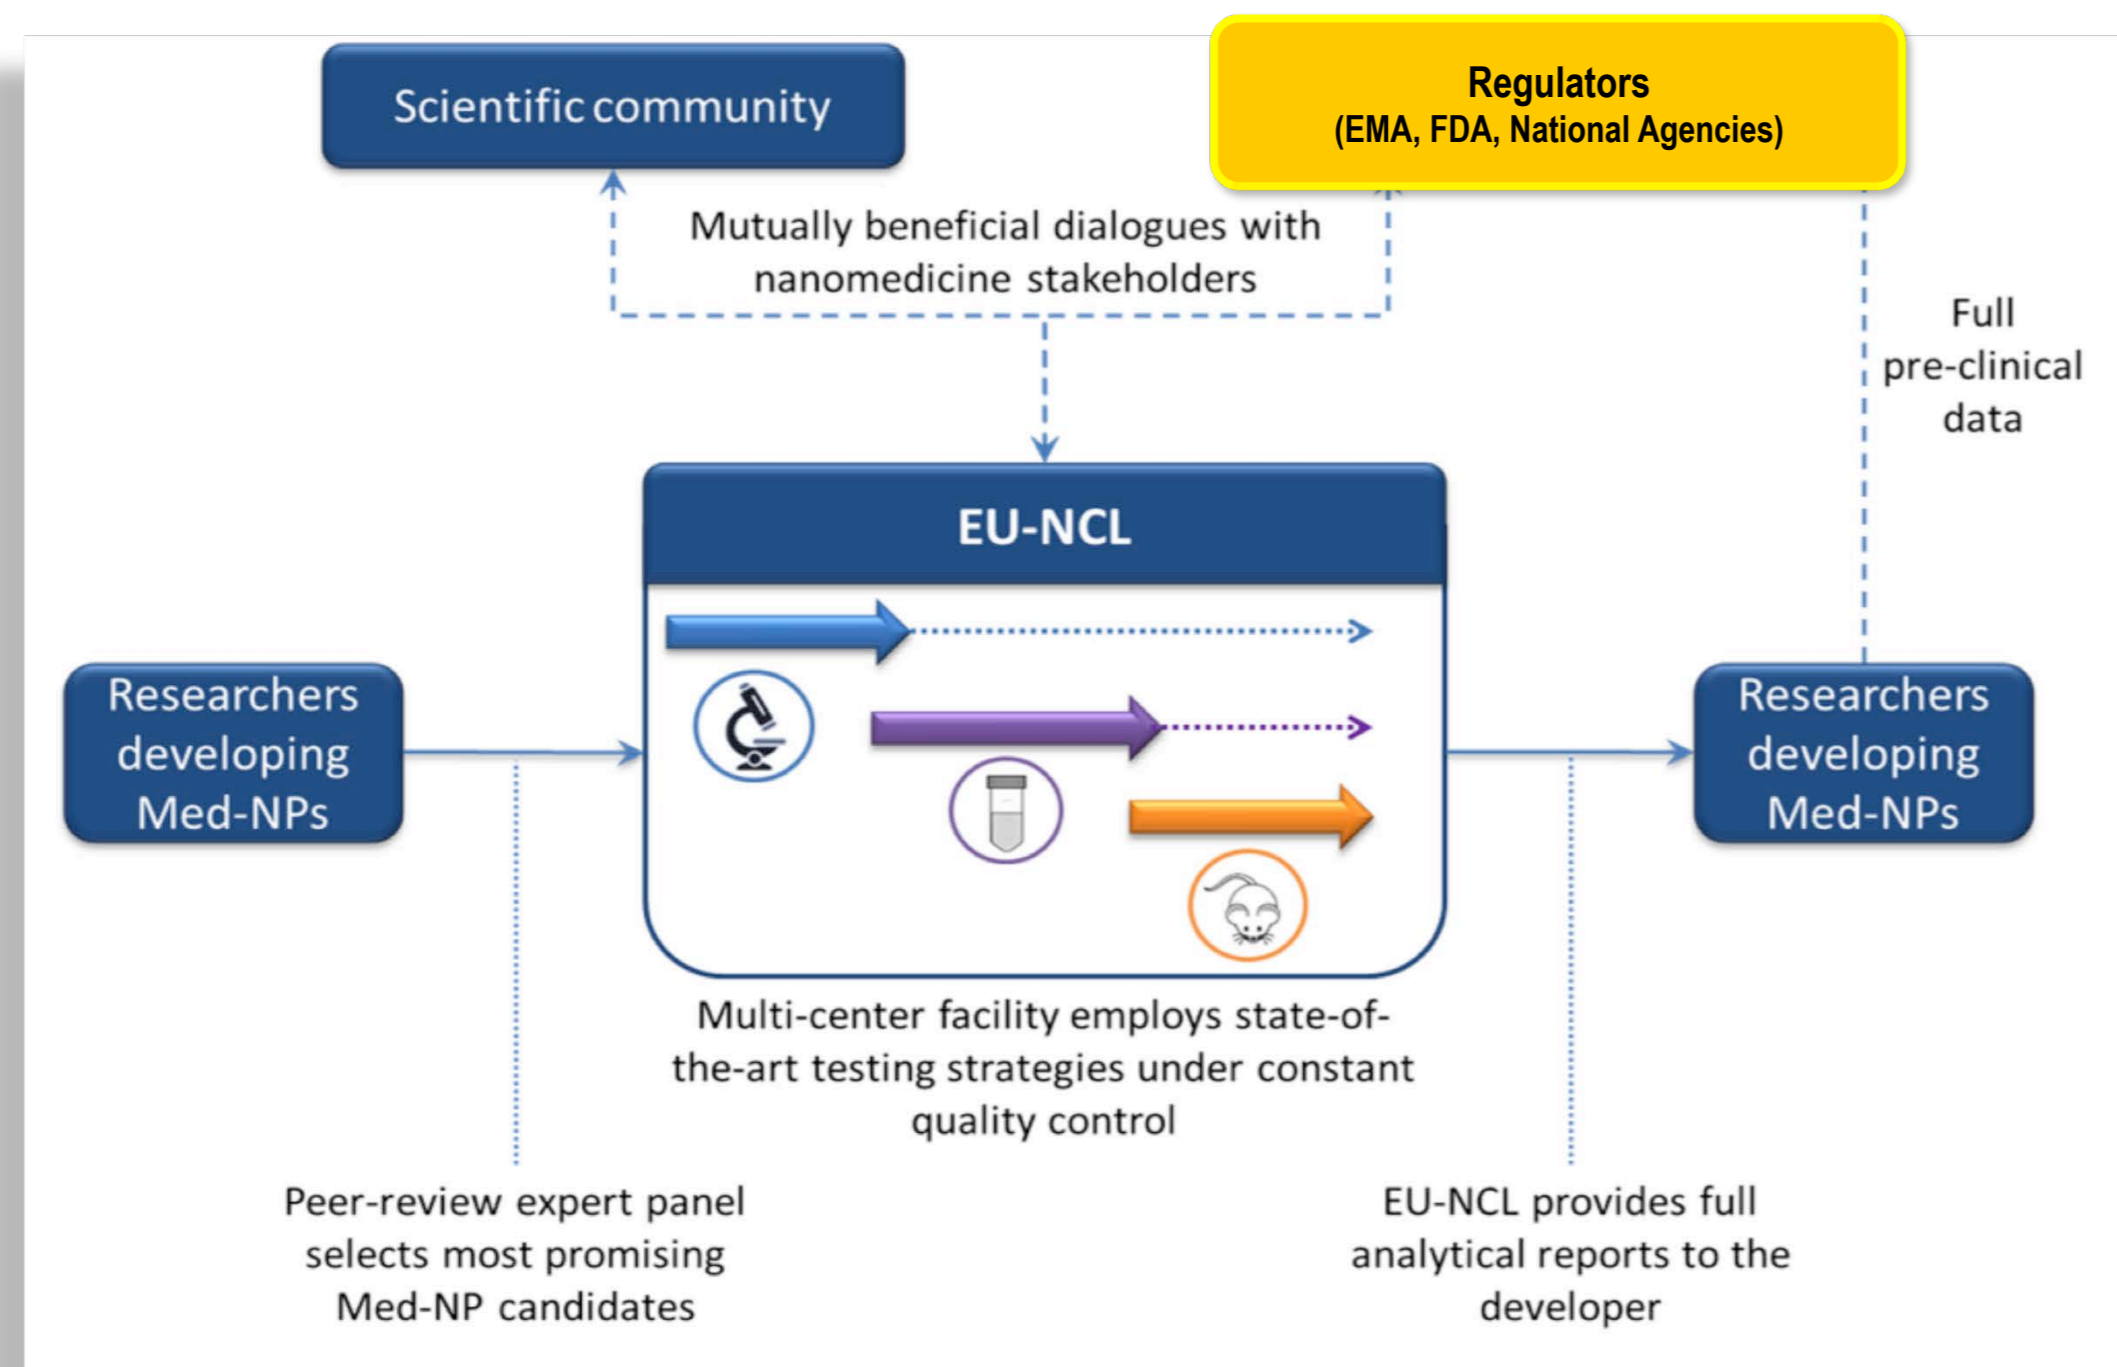 Scientific community
Regulators
(EMA, FDA, National Agencies)
Mutually beneficial dialogues with
nanomedicine stakeholders
Full
pre-clinical
data
EU-NCL
Researchers
developing
Med-NPs
Researchers
developing
Med-NPs
Multi-center facility employs state-of-
the-art testing strategies under constant
quality control
Peer-review expert panel
selects most promising
Med-NP candidates
EU-NCL provides full
analytical reports to the
developer